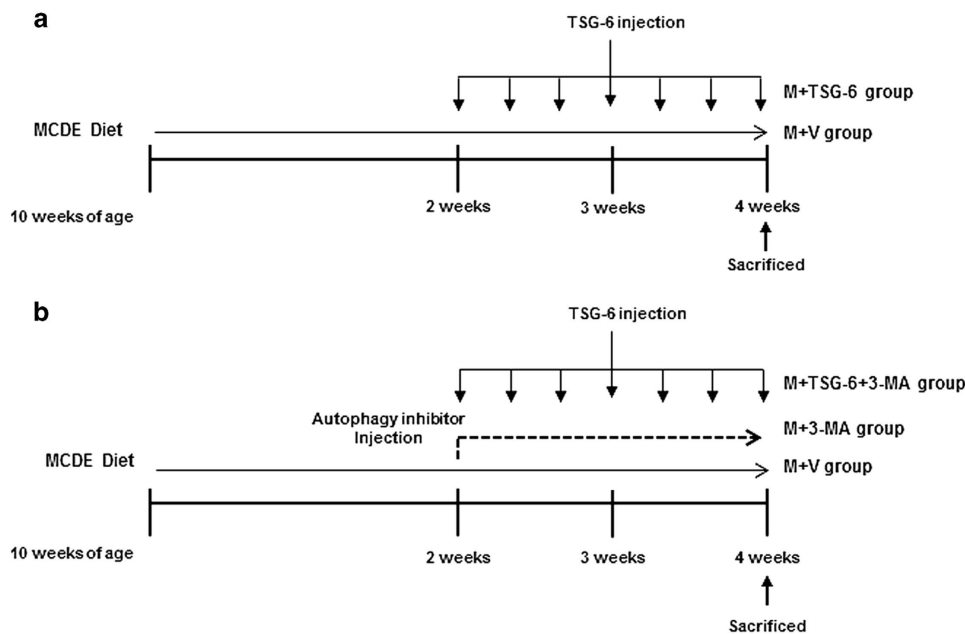 a
TSG-6 injection
M+TSG-6 group
MCDE Diet
M+V group
10 weeks of age
2 weeks
3 weeks
4 weeks
Sacrificed
b
TSG-6 injection
M+TSG-6+3-MA group
Autophagy inhibitor
Injection
M+3-MA group
MCDE Diet
M+V group
10 weeks of age
2 weeks
3 weeks
4 weeks
Sacrificed